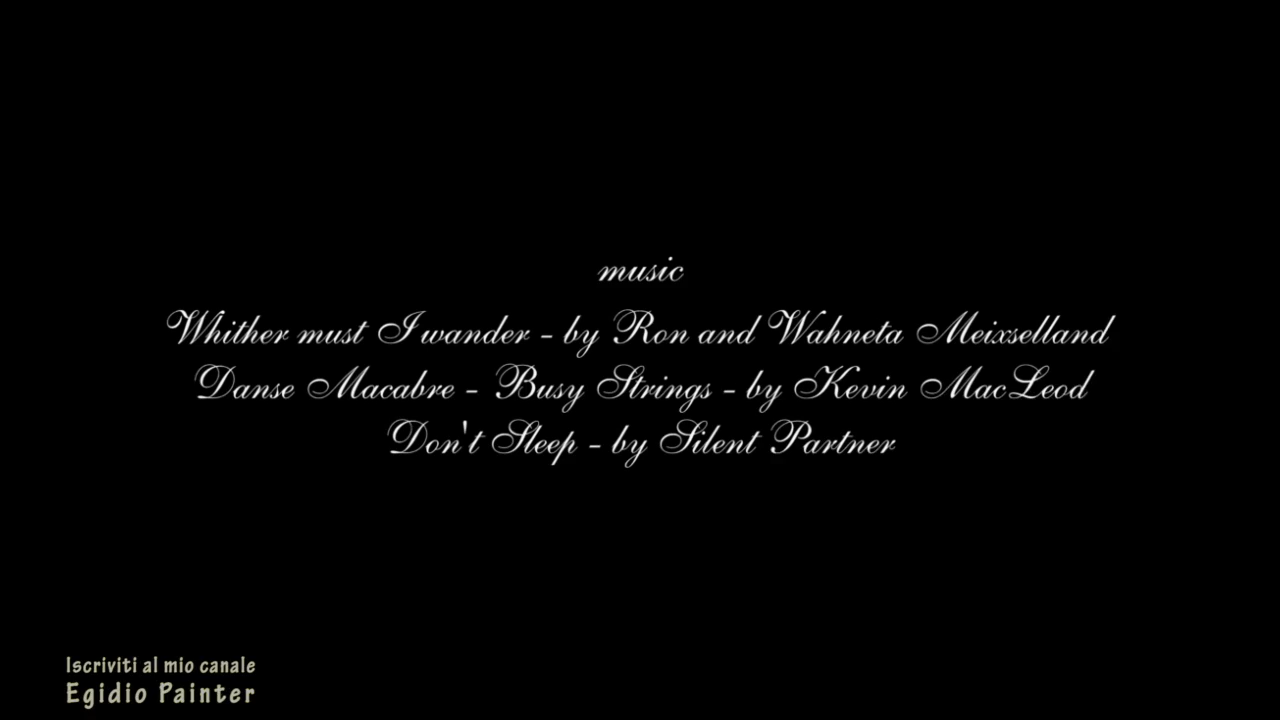 music
Whither must I wander - by Ron and Wahneta Meixselland
Danse Macabre - Busy Strings - by Kevin MacLeod
Don't Sleep - by Silent Partner
Iscriviti al mio canale
Egidio Painter